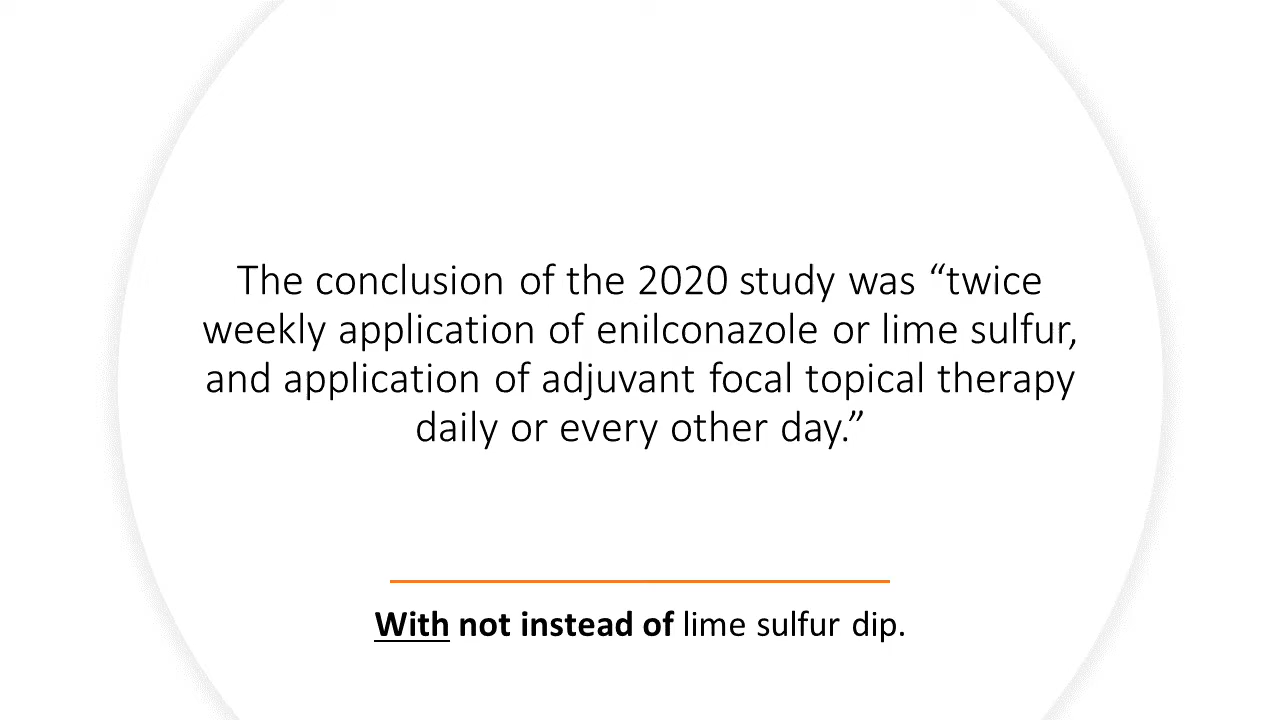 The conclusion of the 2020 study was “twice
weekly application of enilconazole or lime sulfur,
and application of adjuvant focal topical therapy
daily or every other day.”
With not instead of lime sulfur dip.